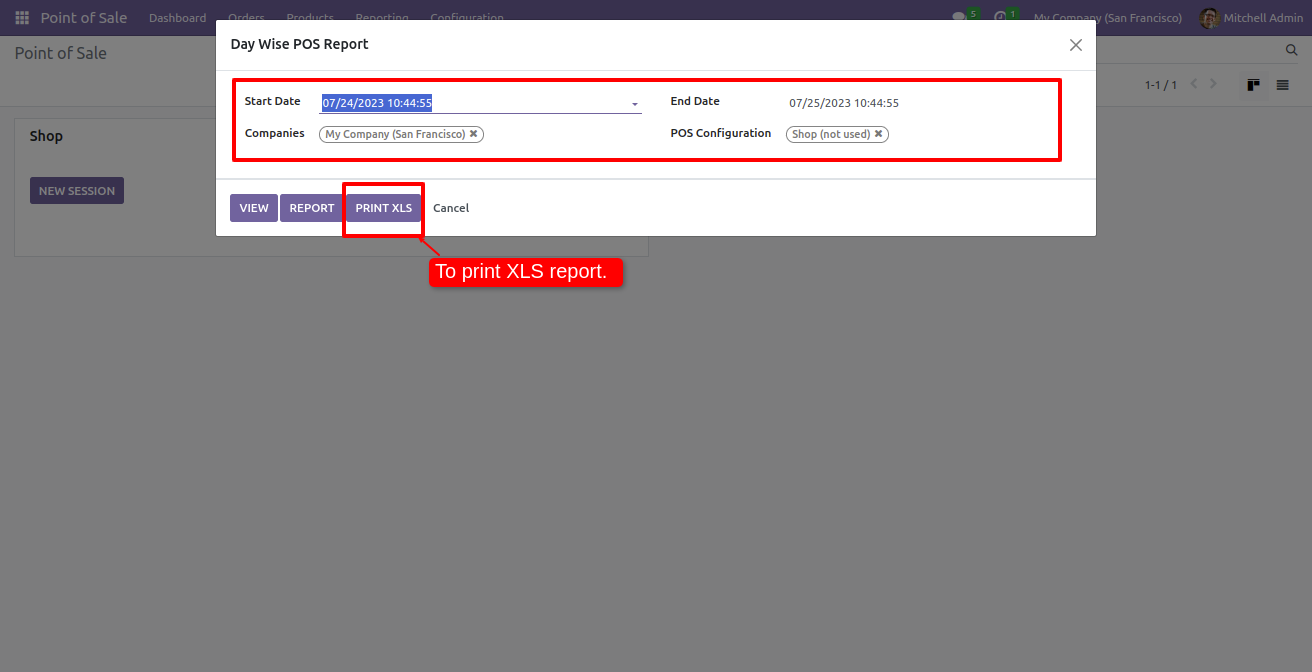 Point of Sale Dashboard Orders Products Reporting Configuration 5 1 My Company (San Francisco) Mitchell Admin
Point of Sale
1-1 / 1
Day Wise POS Report
Start Date 07/24/2023 10:44:55 End Date 07/25/2023 10:44:55
Companies My Company (San Francisco) ✖ POS Configuration Shop (not used) ✖
VIEW REPORT PRINT XLS Cancel
Shop
NEW SESSION
To print XLS report.